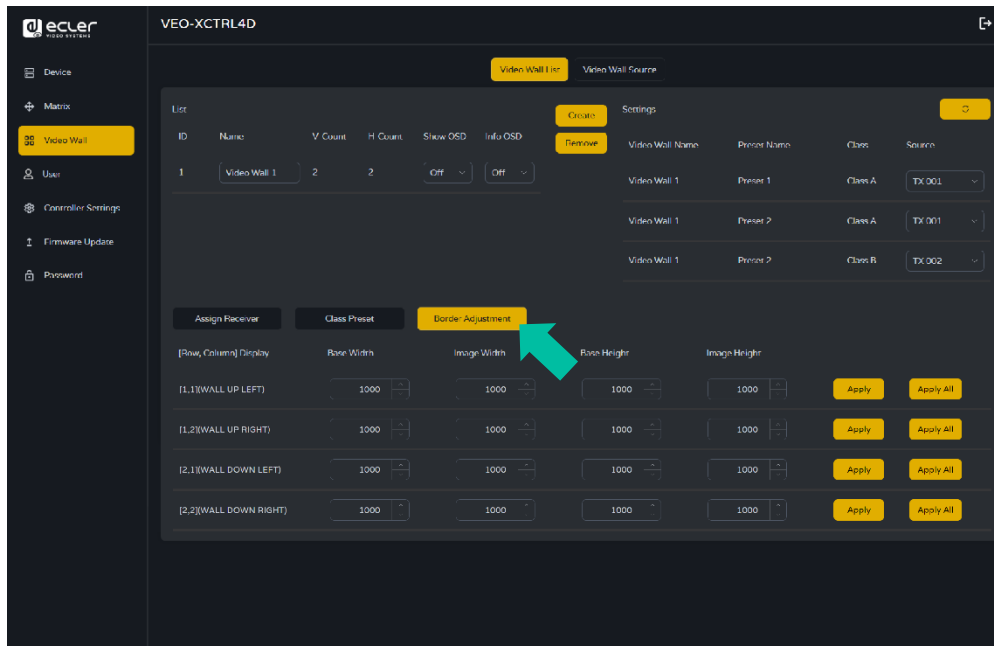 ecler
VIDEO SYSTEMS
VEO-XCTRL4D
Device
Matrix
Video Wall
User
Controller Settings
Firmware Update
Password
Video Wall List Video Wall Source
List
Create
Remove
ID Name V Count H Count Show OSD Info OSD
1 Video Wall 1 2 2 Off Off
Settings
Video Wall Name Preset Name Class Source
Video Wall 1 Preset 1 Class A TX 001
Video Wall 1 Preset 2 Class A TX 001
Video Wall 1 Preset 2 Class B TX 002
Assign Receiver Class Preset Border Adjustment
[Row, Column] Display Base Width Image Width Base Height Image Height
[1,1](WALL UP LEFT) 1000 1000 1000 1000 Apply Apply All
[1,2](WALL UP RIGHT) 1000 1000 1000 1000 Apply Apply All
[2,1](WALL DOWN LEFT) 1000 1000 1000 1000 Apply Apply All
[2,2](WALL DOWN RIGHT) 1000 1000 1000 1000 Apply Apply All